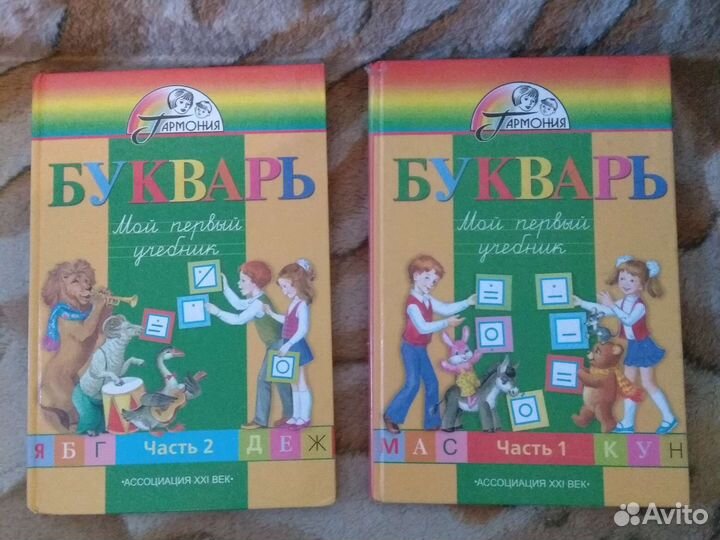 Гармония
БУКВАРЬ
Мой первый
учебник
Я Б Г Часть 2 Д Е Ж
•АССОЦИАЦИЯ XXI ВЕК•
Гармония
БУКВАРЬ
Мой первый
учебник
М А С Часть 1 К У Н
•АССОЦИАЦИЯ XXI ВЕК•
Avito